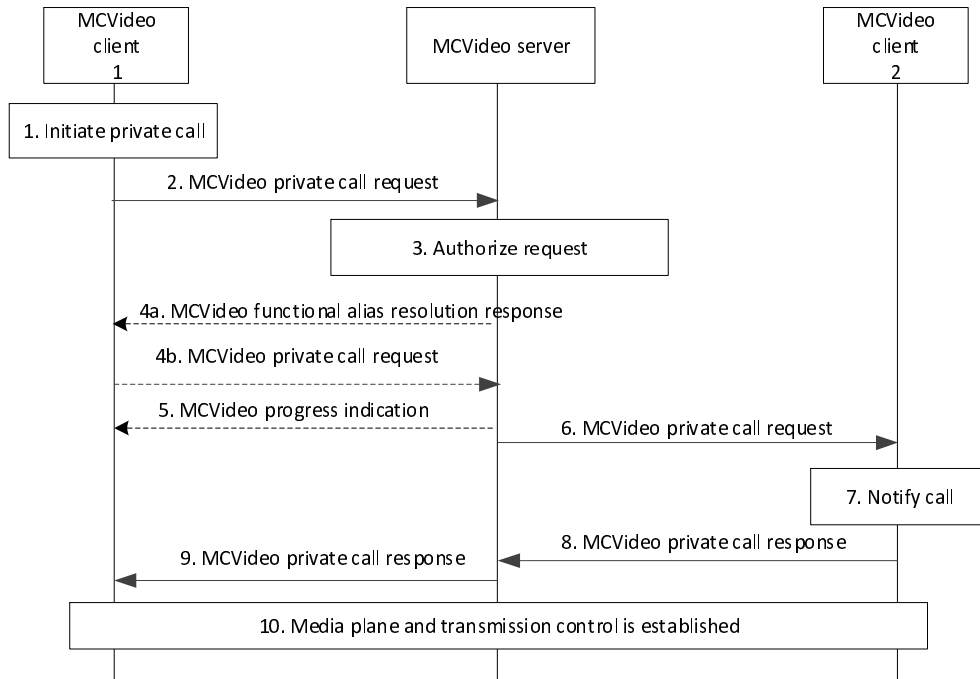 MCVideo
client
1
MCVideo server
MCVideo
client
2
1. Initiate private call
2. MCVideo private call request
3. Authorize request
4a. MCVideo functional alias resolution response
4b. MCVideo private call request
5. MCVideo progress indication
6. MCVideo private call request
7. Notify call
8. MCVideo private call response
9. MCVideo private call response
10. Media plane and transmission control is established